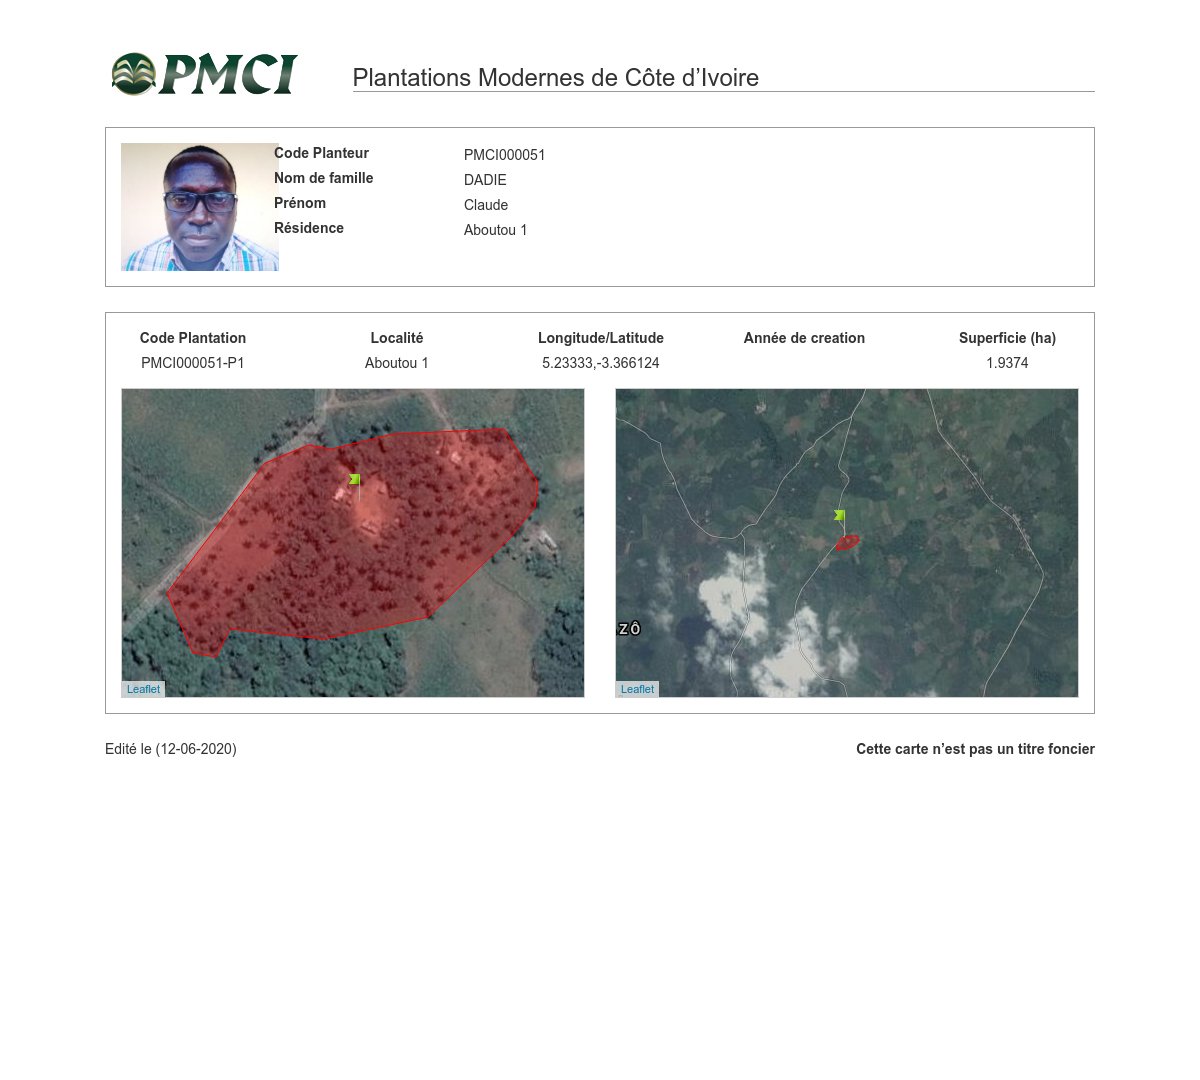 PMCI
Plantations Modernes de Côte d’Ivoire
Code Planteur PMCI000051
Nom de famille DADIE
Prénom Claude
Résidence Aboutou 1
Code Plantation Localité Longitude/Latitude Année de creation Superficie (ha)
PMCI000051-P1 Aboutou 1 5.23333,-3.366124 1.9374
ZÔ
Leaflet Leaflet
Edité le (12-06-2020) Cette carte n’est pas un titre foncier